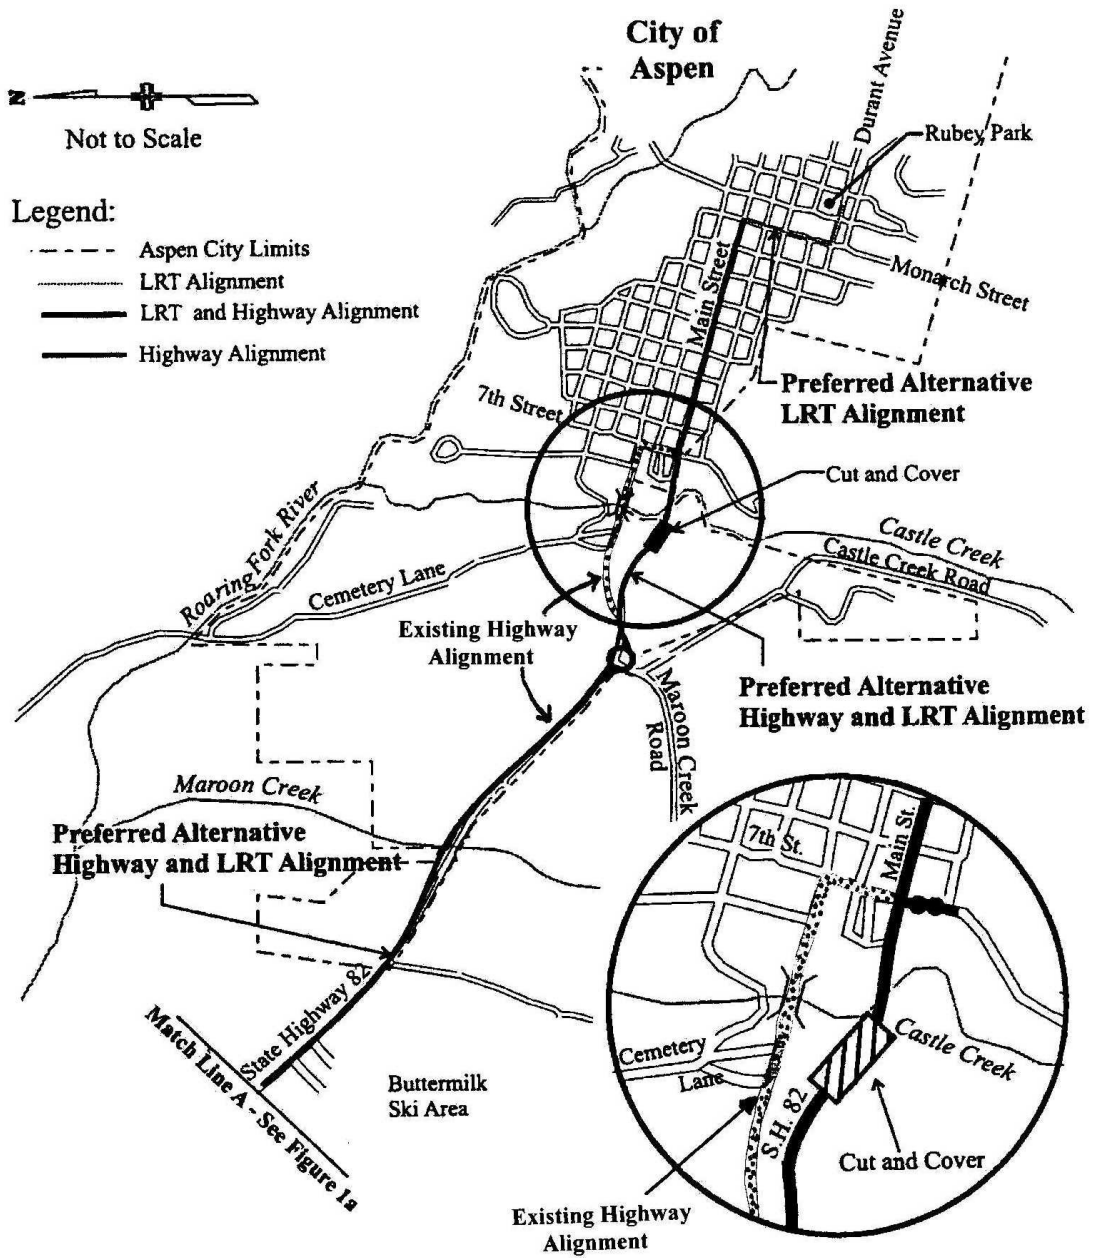 City of
Aspen
N
Not to Scale
Durant Avenue
Rubey Park
Legend:
Aspen City Limits
LRT Alignment
LRT and Highway Alignment
Highway Alignment
Monarch Street
Main Street
Preferred Alternative
LRT Alignment
7th Street
Cut and Cover
Roaring Fork River
Castle Creek
Castle Creek Road
Cemetery Lane
Existing Highway
Alignment
Preferred Alternative
Highway and LRT Alignment
Maroon Creek
Road
Maroon Creek
Preferred Alternative
Highway and LRT Alignment
State Highway 82
Match Line A - See Figure 1a
Buttermilk
Ski Area
7th St.
Main St.
Castle Creek
Cemetery
Lane
S.H. 82
Cut and Cover
Existing Highway
Alignment